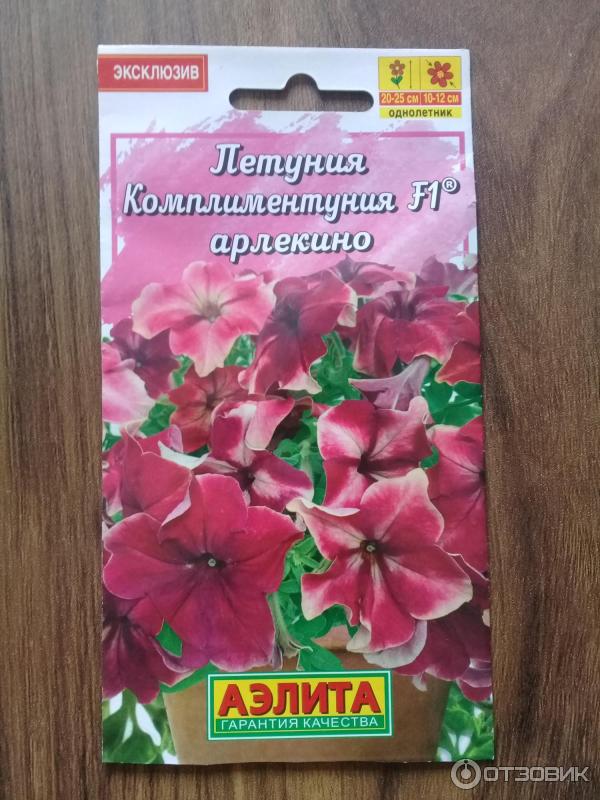 ЭКСКЛЮЗИВ
20-25 см 10-12 см
однолетник
Петуния
Комплиментуния F1®
арлекино
АЭЛИТА
ГАРАНТИЯ КАЧЕСТВА
ОТЗОВИК